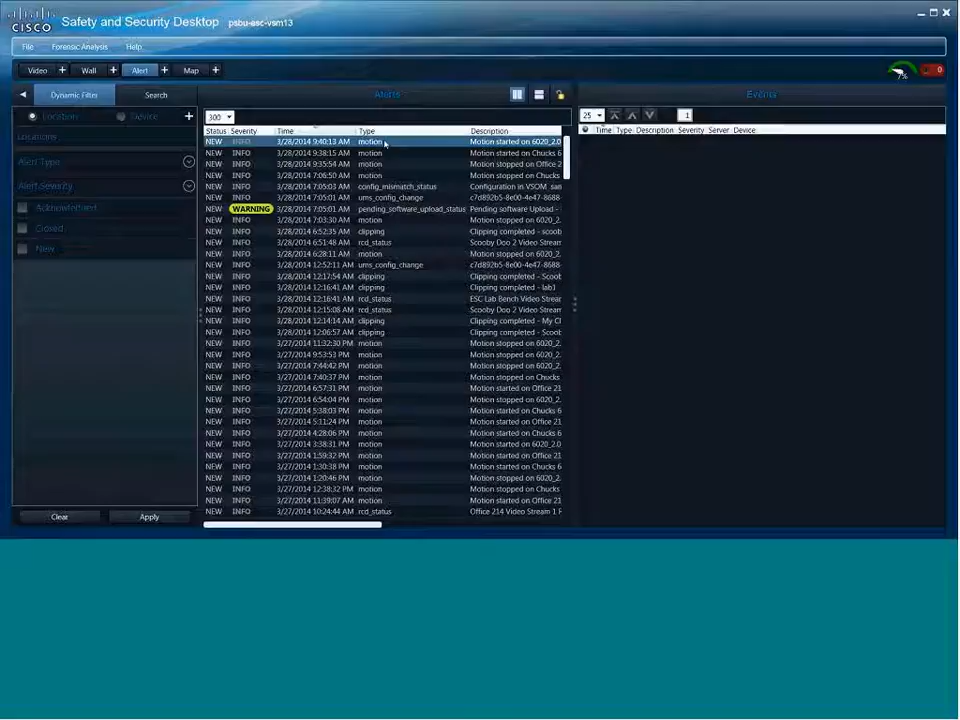 CISCO Safety and Security Desktop psbu-esc-vsm13
File Forensic Analysis Help
Video + Wall + Alert + Map + 7% 0
Dynamic Filter Search Alerts Events
Location Device +
300 25 1
Locations
Status Severity Time Type Description
Time Type Description Severity Server Device
NEW INFO 3/28/2014 9:40:13 AM motion Motion started on 6020_2.0
NEW INFO 3/28/2014 9:38:15 AM motion Motion started on Chucks
NEW INFO 3/28/2014 9:35:54 AM motion Motion stopped on Office 2
NEW INFO 3/28/2014 7:06:50 AM motion Motion stopped on Chucks
NEW INFO 3/28/2014 7:05:03 AM config_mismatch_status Configuration in VSOM san
NEW INFO 3/28/2014 7:05:01 AM ums_config_change c7d892b5-8e00-4e47-8688
NEW WARNING 3/28/2014 7:05:01 AM pending_software_upload_status Pending software Upload -
NEW INFO 3/28/2014 7:03:30 AM motion Motion stopped on 6020_2.
NEW INFO 3/28/2014 6:52:35 AM clipping Clipping completed - scoob
NEW INFO 3/28/2014 6:51:48 AM rcd_status Scooby Doo 2 Video Stream
NEW INFO 3/28/2014 6:28:11 AM motion Motion stopped on 6020_2.
NEW INFO 3/28/2014 12:52:11 AM ums_config_change c7d892b5-8e00-4e47-8688
NEW INFO 3/28/2014 12:17:54 AM clipping Clipping completed - Scoot
NEW INFO 3/28/2014 12:16:41 AM clipping Clipping completed - lab1
NEW INFO 3/28/2014 12:16:41 AM rcd_status ESC Lab Bench Video Strear
NEW INFO 3/28/2014 12:15:08 AM rcd_status Scooby Doo 2 Video Stream
NEW INFO 3/28/2014 12:14:14 AM clipping Clipping completed - My Cl
NEW INFO 3/28/2014 12:06:57 AM clipping Clipping completed - Scoot
NEW INFO 3/27/2014 11:32:30 PM motion Motion stopped on 6020_2.
NEW INFO 3/27/2014 9:53:53 PM motion Motion stopped on 6020_2.
NEW INFO 3/27/2014 7:44:42 PM motion Motion stopped on 6020_2.
NEW INFO 3/27/2014 7:40:37 PM motion Motion stopped on Chucks
NEW INFO 3/27/2014 6:57:31 PM motion Motion started on Office 21
NEW INFO 3/27/2014 6:54:04 PM motion Motion stopped on 6020_2.
NEW INFO 3/27/2014 5:38:03 PM motion Motion started on Chucks 6
NEW INFO 3/27/2014 5:11:24 PM motion Motion started on Office 21
NEW INFO 3/27/2014 4:28:06 PM motion Motion started on Chucks 6
NEW INFO 3/27/2014 3:38:31 PM motion Motion started on 6020_2.0
NEW INFO 3/27/2014 1:59:32 PM motion Motion started on Office 21
NEW INFO 3/27/2014 1:30:38 PM motion Motion started on Chucks 6
NEW INFO 3/27/2014 1:20:46 PM motion Motion stopped on 6020_2.
NEW INFO 3/27/2014 12:38:32 PM motion Motion stopped on Chucks
NEW INFO 3/27/2014 11:39:07 AM motion Motion started on Office 21
NEW INFO 3/27/2014 10:24:44 AM rcd_status Office 214 Video Stream 1 F
Alert Type
Alert Severity
Acknowledged
Closed
New
Clear Apply